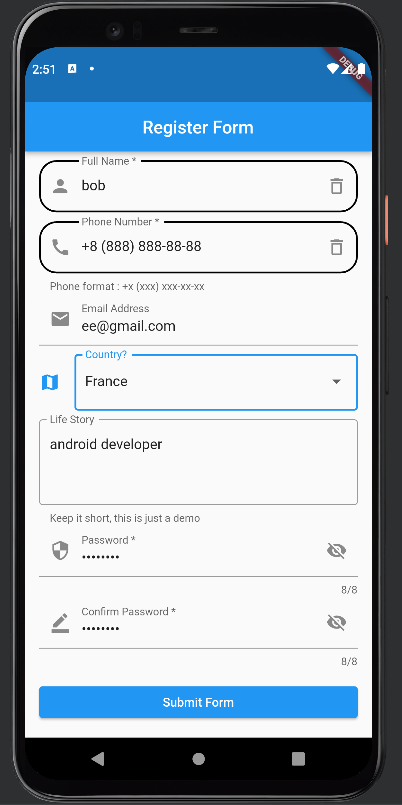 2:51
A
DEBUG
Register Form
Full Name *
bob
Phone Number *
+8 (888) 888-88-88
Phone format : +x (xxx) xxx-xx-xx
Email Address
ee@gmail.com
Country?
France
Life Story
android developer
Keep it short, this is just a demo
Password *
••••••••
8/8
Confirm Password *
••••••••
8/8
Submit Form